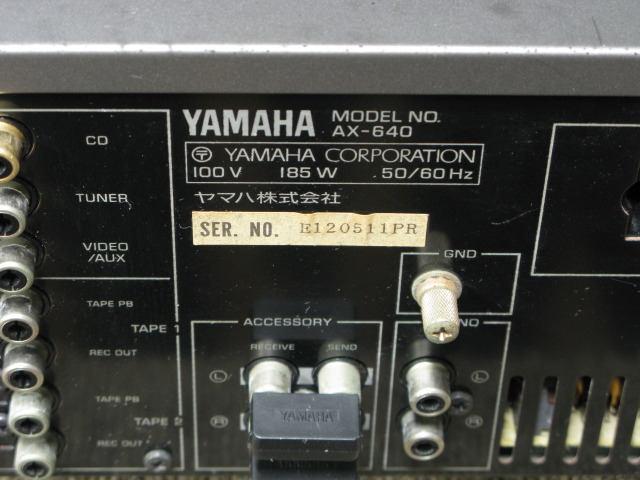 YAMAHA MODEL NO.
AX-640
〒 YAMAHA CORPORATION
100 V 185 W 50/60 Hz
ヤマハ株式会社
SER. NO. E120511PR
CD
TUNER
VIDEO
/AUX
TAPE PB
TAPE 1
REC OUT
TAPE PB
TAPE 2
REC OUT
GND
ACCESSORY
RECEIVE SEND
L
R
YAMAHA
L
R